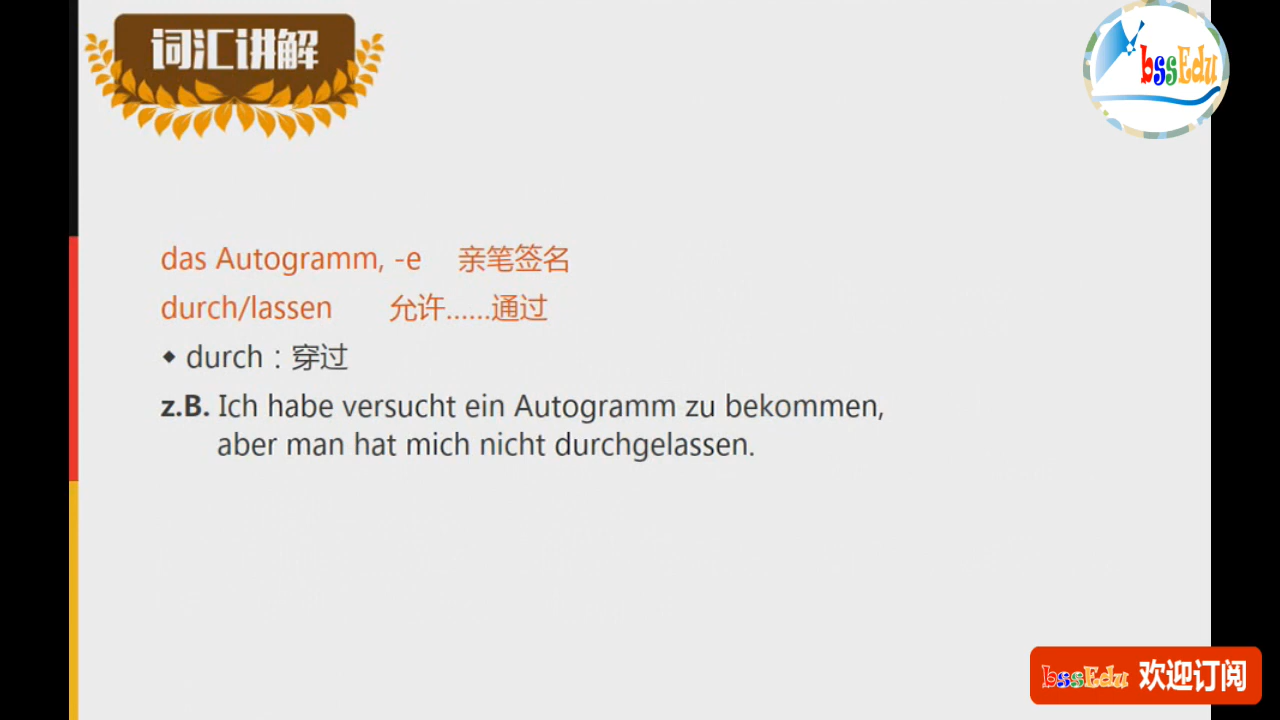 词汇讲解
bssEdu
das Autogramm, -e 亲笔签名
durch/lassen 允许……通过
◆ durch：穿过
z.B. Ich habe versucht ein Autogramm zu bekommen,
aber man hat mich nicht durchgelassen.
bssEdu 欢迎订阅